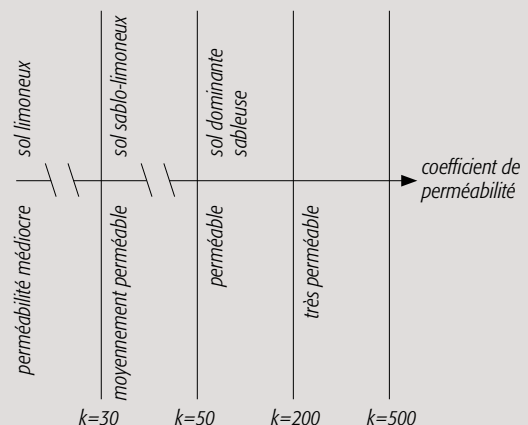 sol limoneux
sol sablo-limoneux
sol dominante
sableuse
coefficient de
perméabilité
perméabilité médiocre
moyennement perméable
perméable
très perméable
k=30
k=50
k=200
k=500